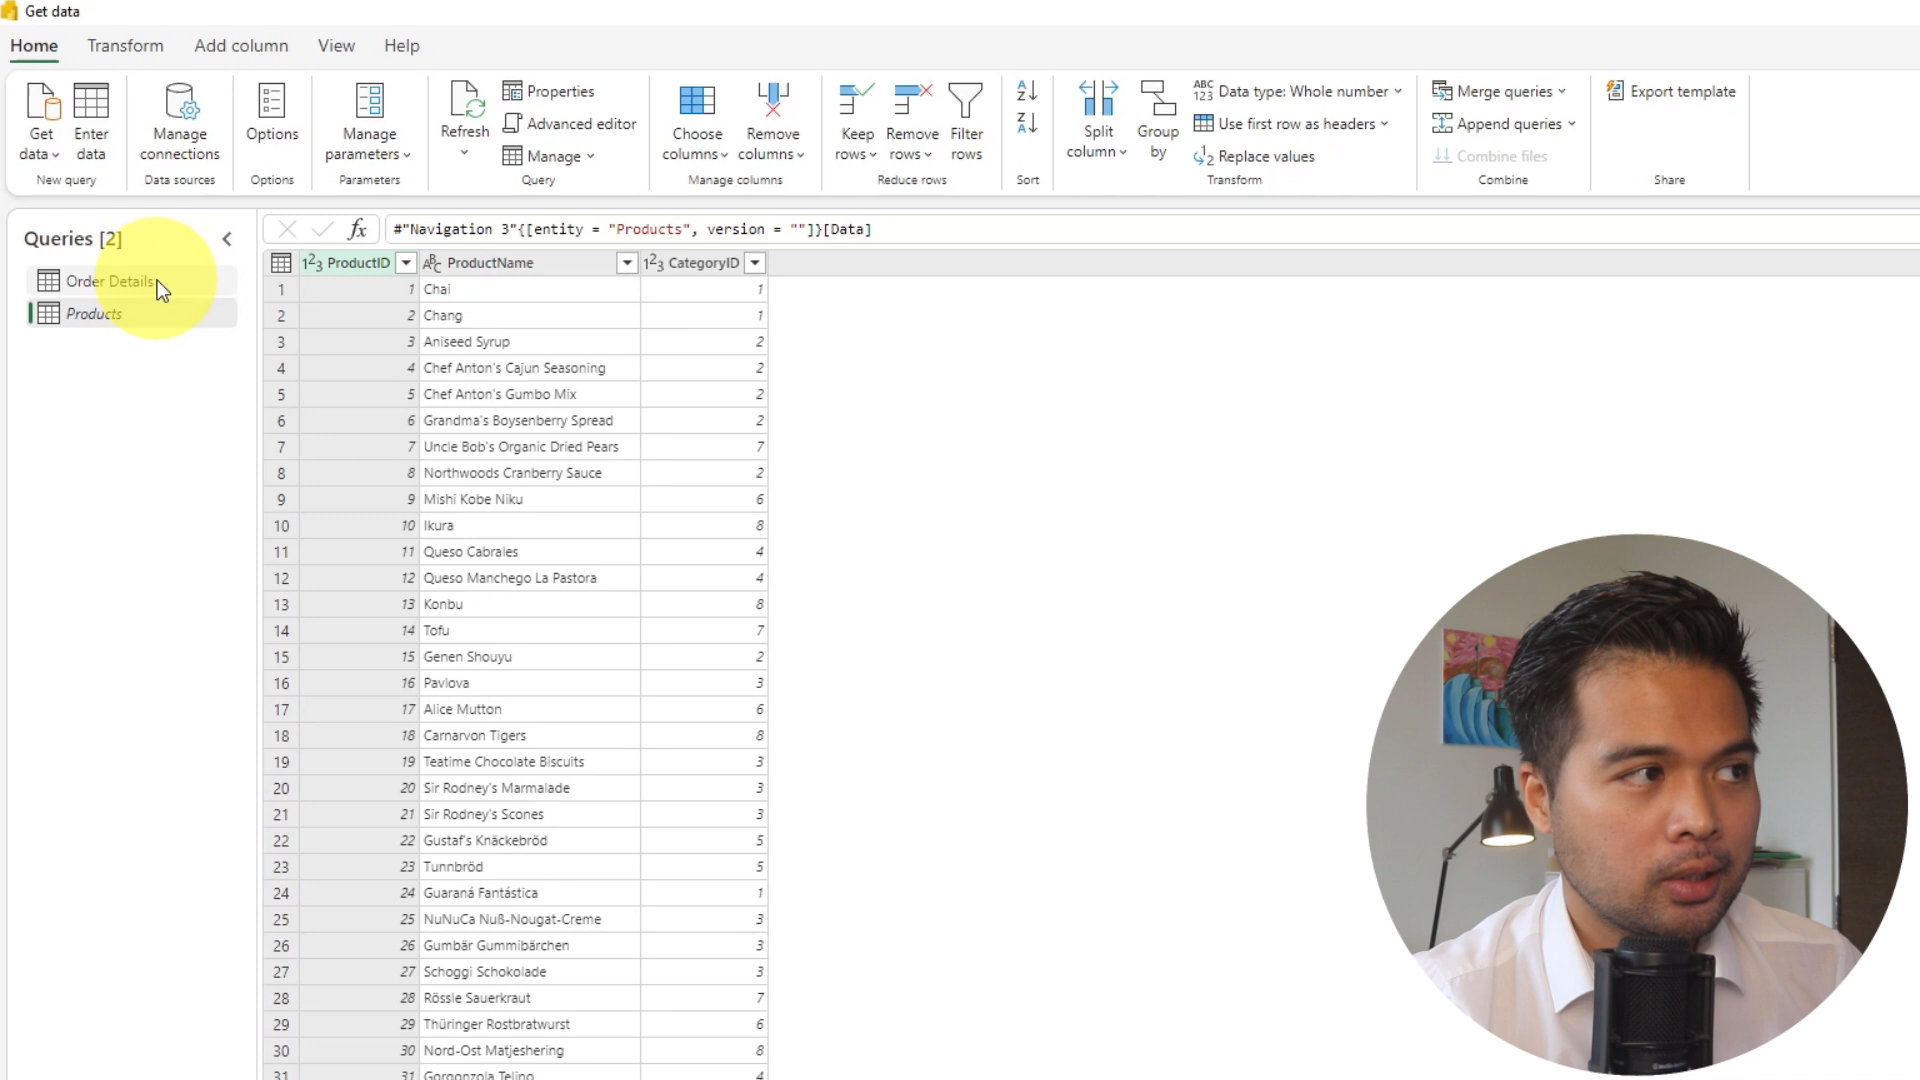 Get data
Home Transform Add column View Help
Get data
Enter data
Manage connections
Options
Manage parameters
Refresh
Properties
Advanced editor
Manage
Choose columns
Remove columns
Keep rows
Remove rows
Filter rows
Split column
Group by
Data type: Whole number
Use first row as headers
Replace values
Merge queries
Append queries
Combine files
Export template
New query Data sources Options Parameters Query Manage columns Reduce rows Sort Transform Combine Share
Queries [2]
Order Details
Products
fx #"Navigation 3"{[entity = "Products", version = ""]}[Data]
123 ProductID ABC ProductName 123 CategoryID
1 1 Chai 1
2 2 Chang 1
3 3 Aniseed Syrup 2
4 4 Chef Anton's Cajun Seasoning 2
5 5 Chef Anton's Gumbo Mix 2
6 6 Grandma's Boysenberry Spread 2
7 7 Uncle Bob's Organic Dried Pears 7
8 8 Northwoods Cranberry Sauce 2
9 9 Mishi Kobe Niku 6
10 10 Ikura 8
11 11 Queso Cabrales 4
12 12 Queso Manchego La Pastora 4
13 13 Konbu 8
14 14 Tofu 7
15 15 Genen Shouyu 2
16 16 Pavlova 3
17 17 Alice Mutton 6
18 18 Carnarvon Tigers 8
19 19 Teatime Chocolate Biscuits 3
20 20 Sir Rodney's Marmalade 3
21 21 Sir Rodney's Scones 3
22 22 Gustaf's Knäckebröd 5
23 23 Tunnbröd 5
24 24 Guaraná Fantástica 1
25 25 NuNuCa Nuß-Nougat-Creme 3
26 26 Gumbär Gummibärchen 3
27 27 Schoggi Schokolade 3
28 28 Rössle Sauerkraut 7
29 29 Thüringer Rostbratwurst 6
30 30 Nord-Ost Matjeshering 8
31 31 Gorgonzola Telino 4